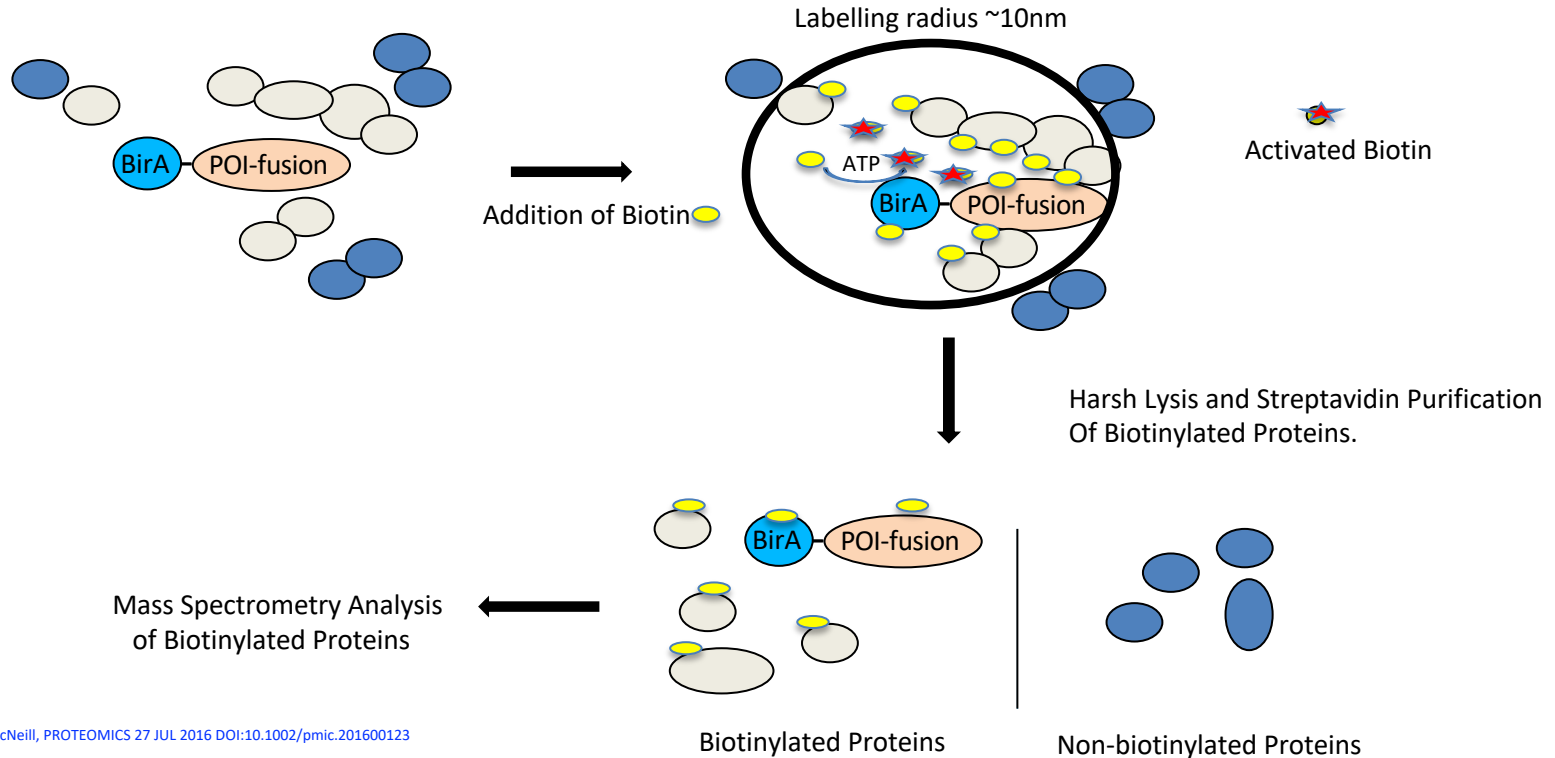 Labelling radius ~10nm
BirA
POI-fusion
Addition of Biotin
ATP
BirA
POI-fusion
Activated Biotin
Harsh Lysis and Streptavidin Purification
Of Biotinylated Proteins.
BirA
POI-fusion
Mass Spectrometry Analysis
of Biotinylated Proteins
cNeill, PROTEOMICS 27 JUL 2016 DOI:10.1002/pmic.201600123
Biotinylated Proteins
Non-biotinylated Proteins